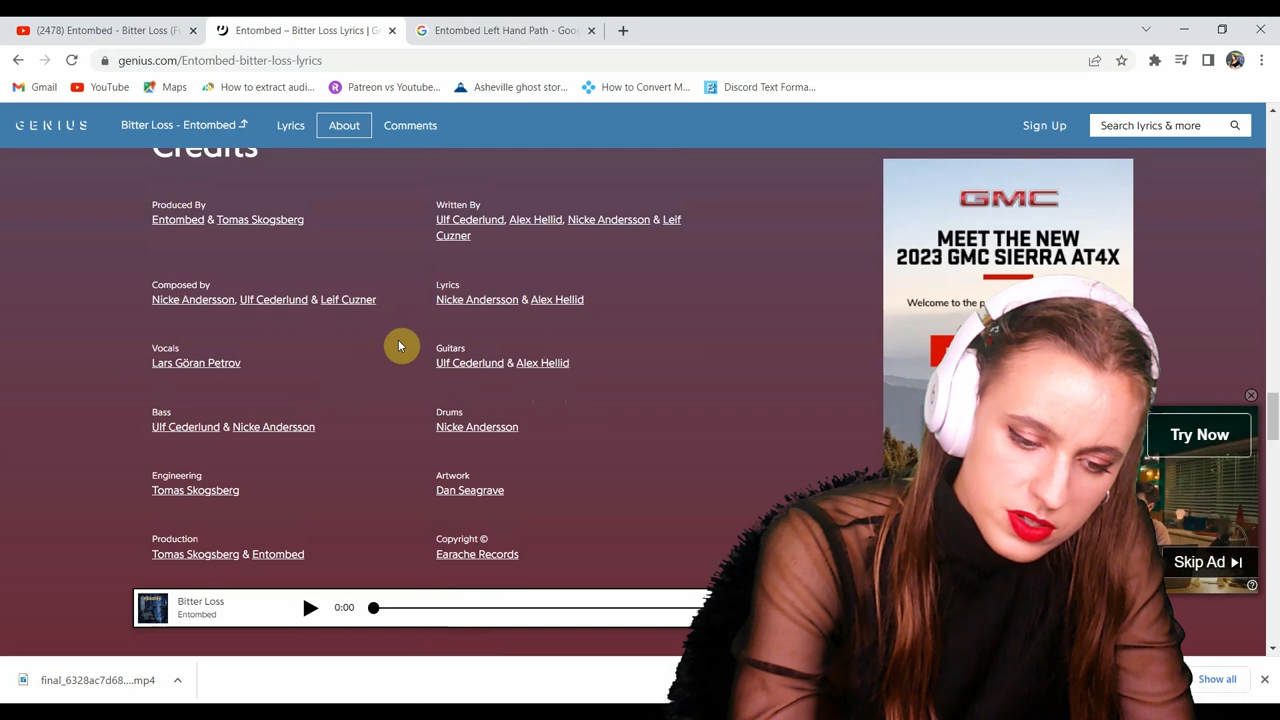 (2478) Entombed - Bitter Loss (F
Entombed – Bitter Loss Lyrics | G
Entombed Left Hand Path - Goo
genius.com/Entombed-bitter-loss-lyrics
Gmail YouTube Maps How to extract audi... Patreon vs Youtube... Asheville ghost stor... How to Convert M... Discord Text Forma...
GENIUS Bitter Loss - Entombed Lyrics About Comments Sign Up Search lyrics & more
Credits
Produced By
Entombed & Tomas Skogsberg
Written By
Ulf Cederlund, Alex Hellid, Nicke Andersson & Leif
Cuzner
Composed by
Nicke Andersson, Ulf Cederlund & Leif Cuzner
Lyrics
Nicke Andersson & Alex Hellid
Vocals
Lars Göran Petrov
Guitars
Ulf Cederlund & Alex Hellid
Bass
Ulf Cederlund & Nicke Andersson
Drums
Nicke Andersson
Engineering
Tomas Skogsberg
Artwork
Dan Seagrave
Production
Tomas Skogsberg & Entombed
Copyright ©
Earache Records
GMC
MEET THE NEW
2023 GMC SIERRA AT4X
Welcome to the
Try Now
Skip Ad
Bitter Loss
Entombed
0:00
final_6328ac7d68....mp4
Show all